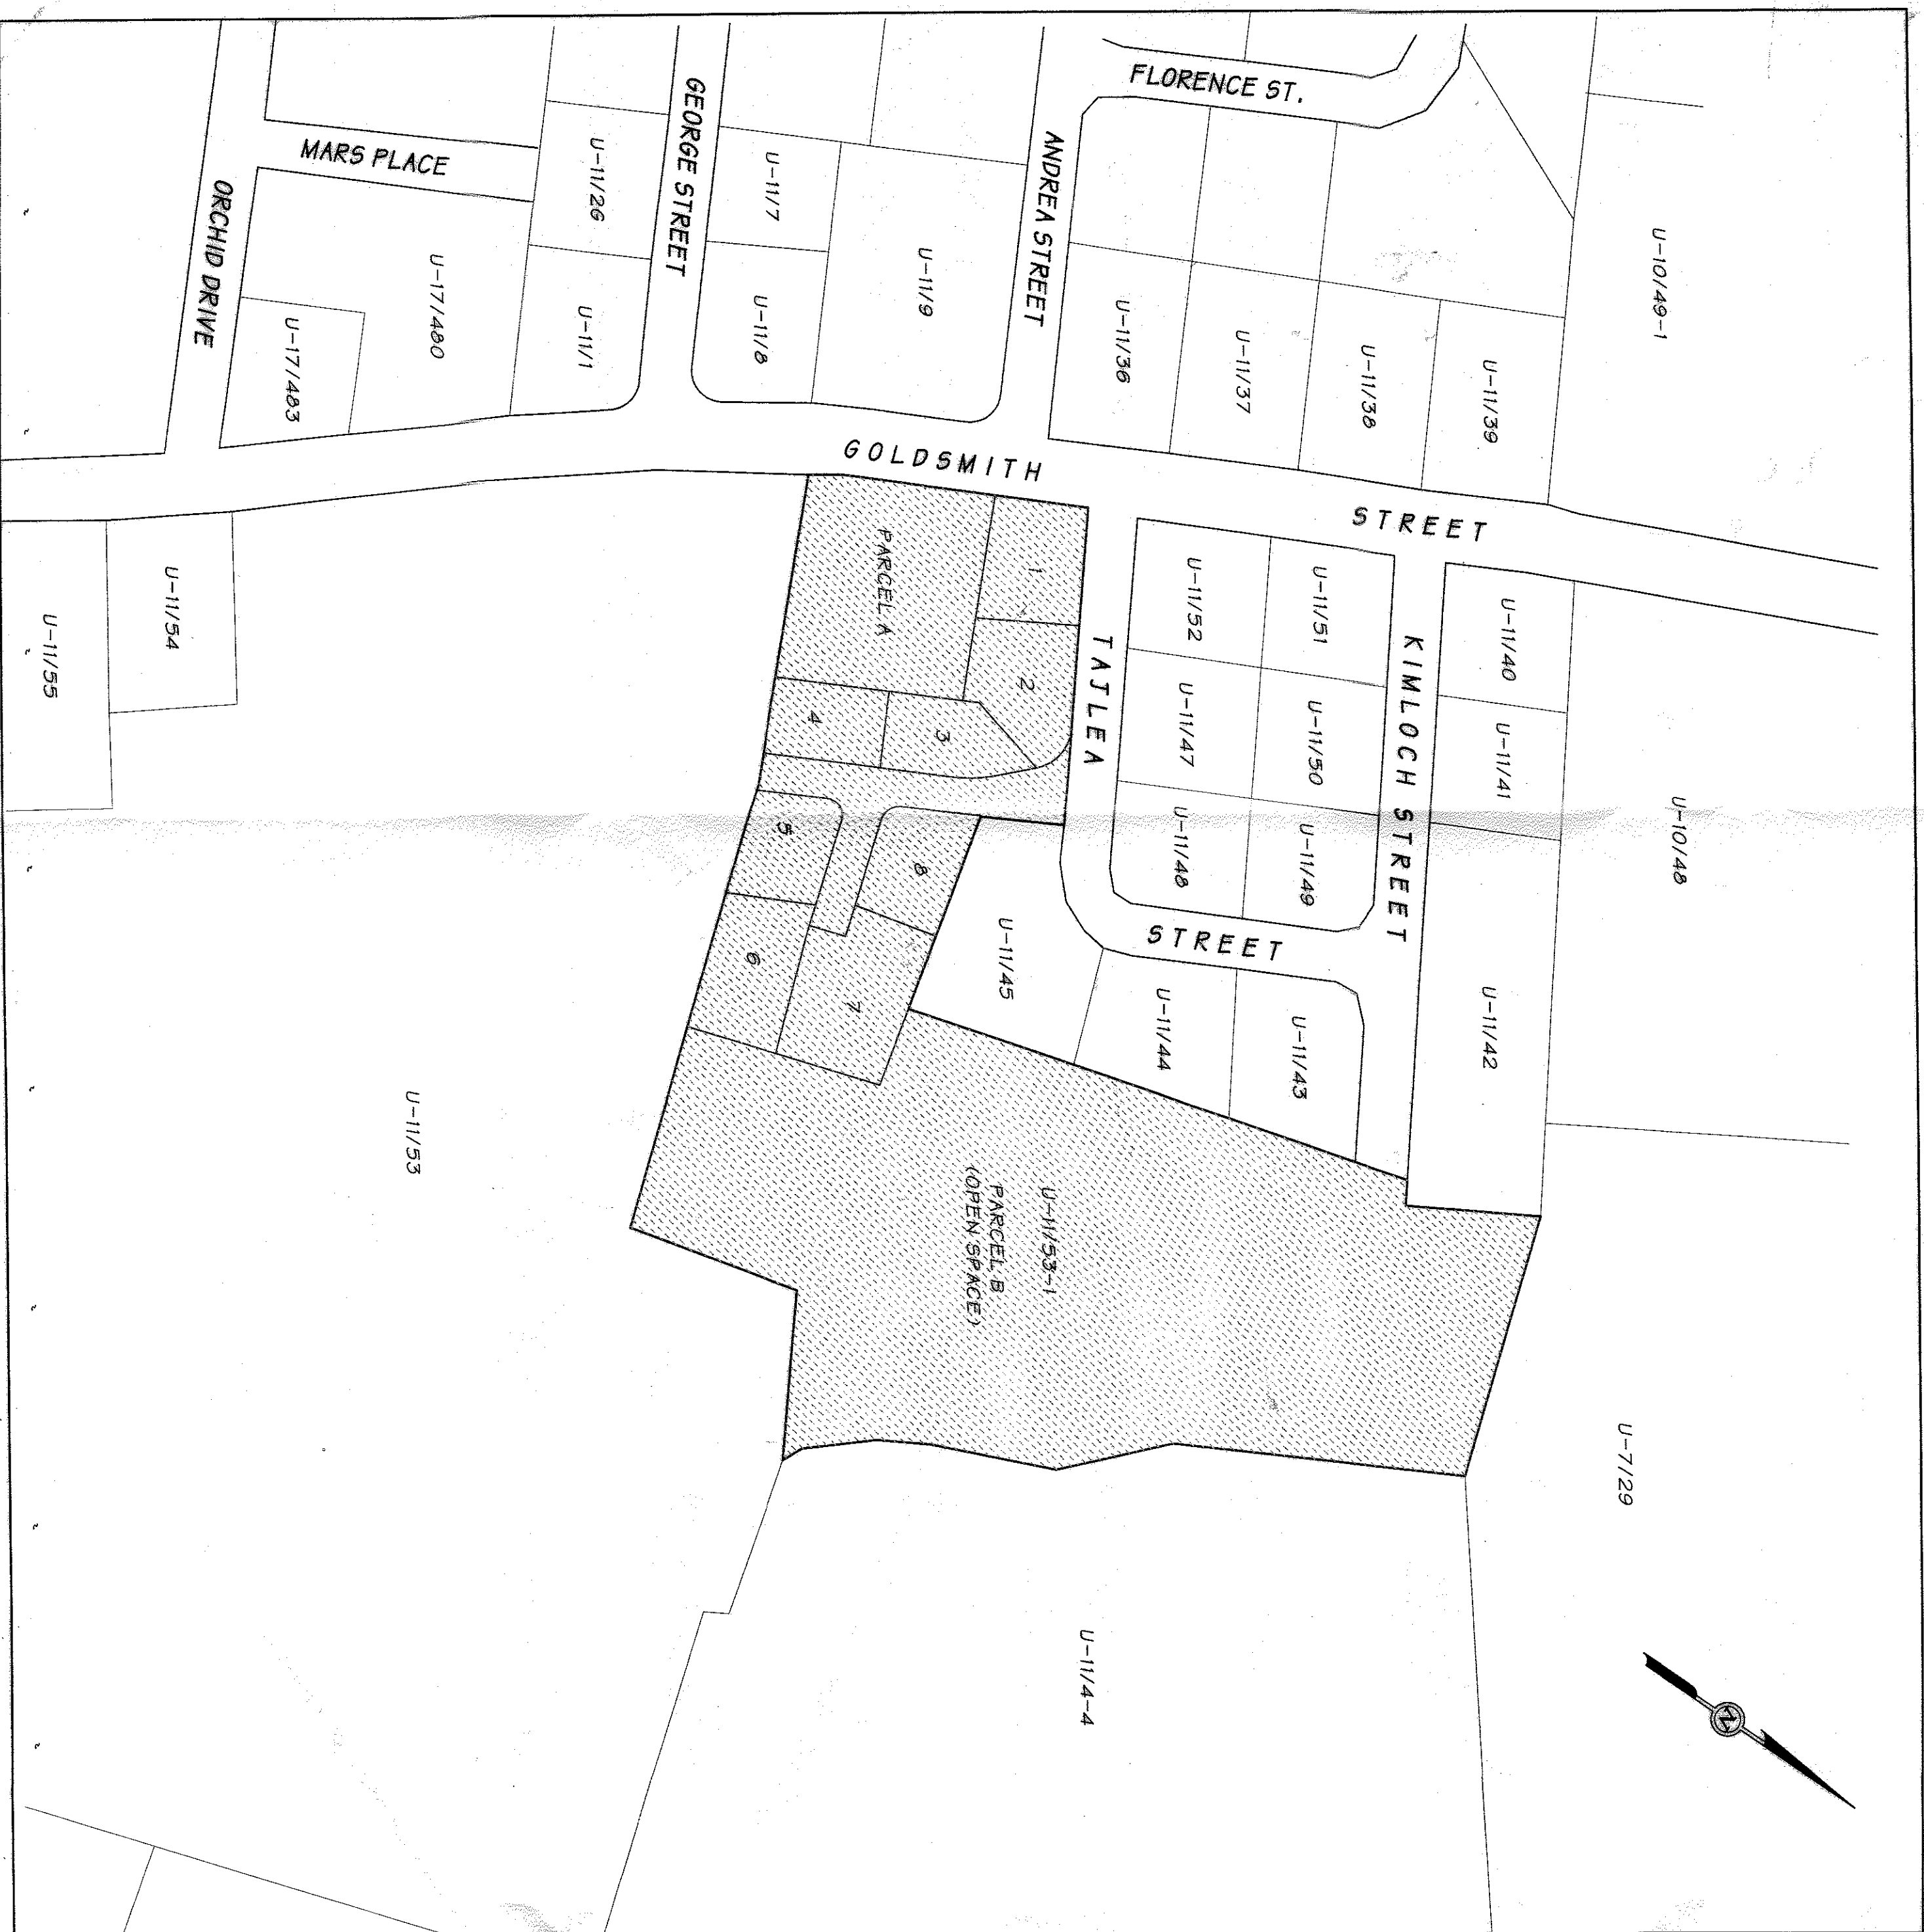 FLORENCE ST.
MARS PLACE
ORCHID DRIVE
GEORGE STREET
ANDREA STREET
U-11/26
U-11/7
U-11/9
U-10/49-1
U-17/480
U-17/483
U-11/1
U-11/8
U-11/36
U-11/37
U-11/38
U-11/39
GOLDSMITH
STREET
PARCEL A
1
2
3
4
5
6
7
8
TAJLEA
STREET
KIMLOCH STREET
U-11/52
U-11/51
U-11/40
U-11/47
U-11/50
U-11/41
U-11/48
U-11/49
U-10/48
U-11/54
U-11/55
U-11/45
U-11/44
U-11/43
U-11/42
U-11/53
U-11/53-1
PARCEL B
(OPEN SPACE)
U-7/29
U-11/4-4
N